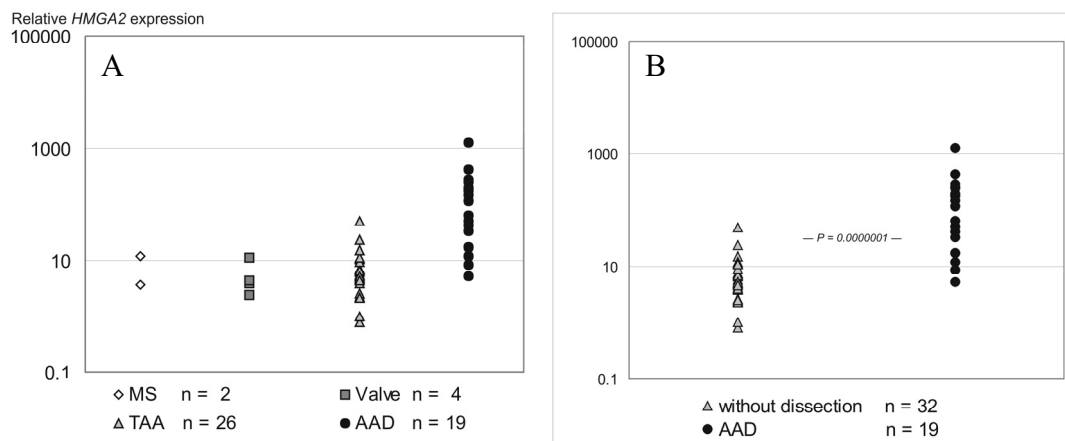 Relative HMGA2 expression
100000
A
1000
10
0.1
MS n = 2
Valve n = 4
TAA n = 26
AAD n = 19
100000
B
1000
— P = 0.0000001 —
10
0.1
without dissection n = 32
AAD n = 19